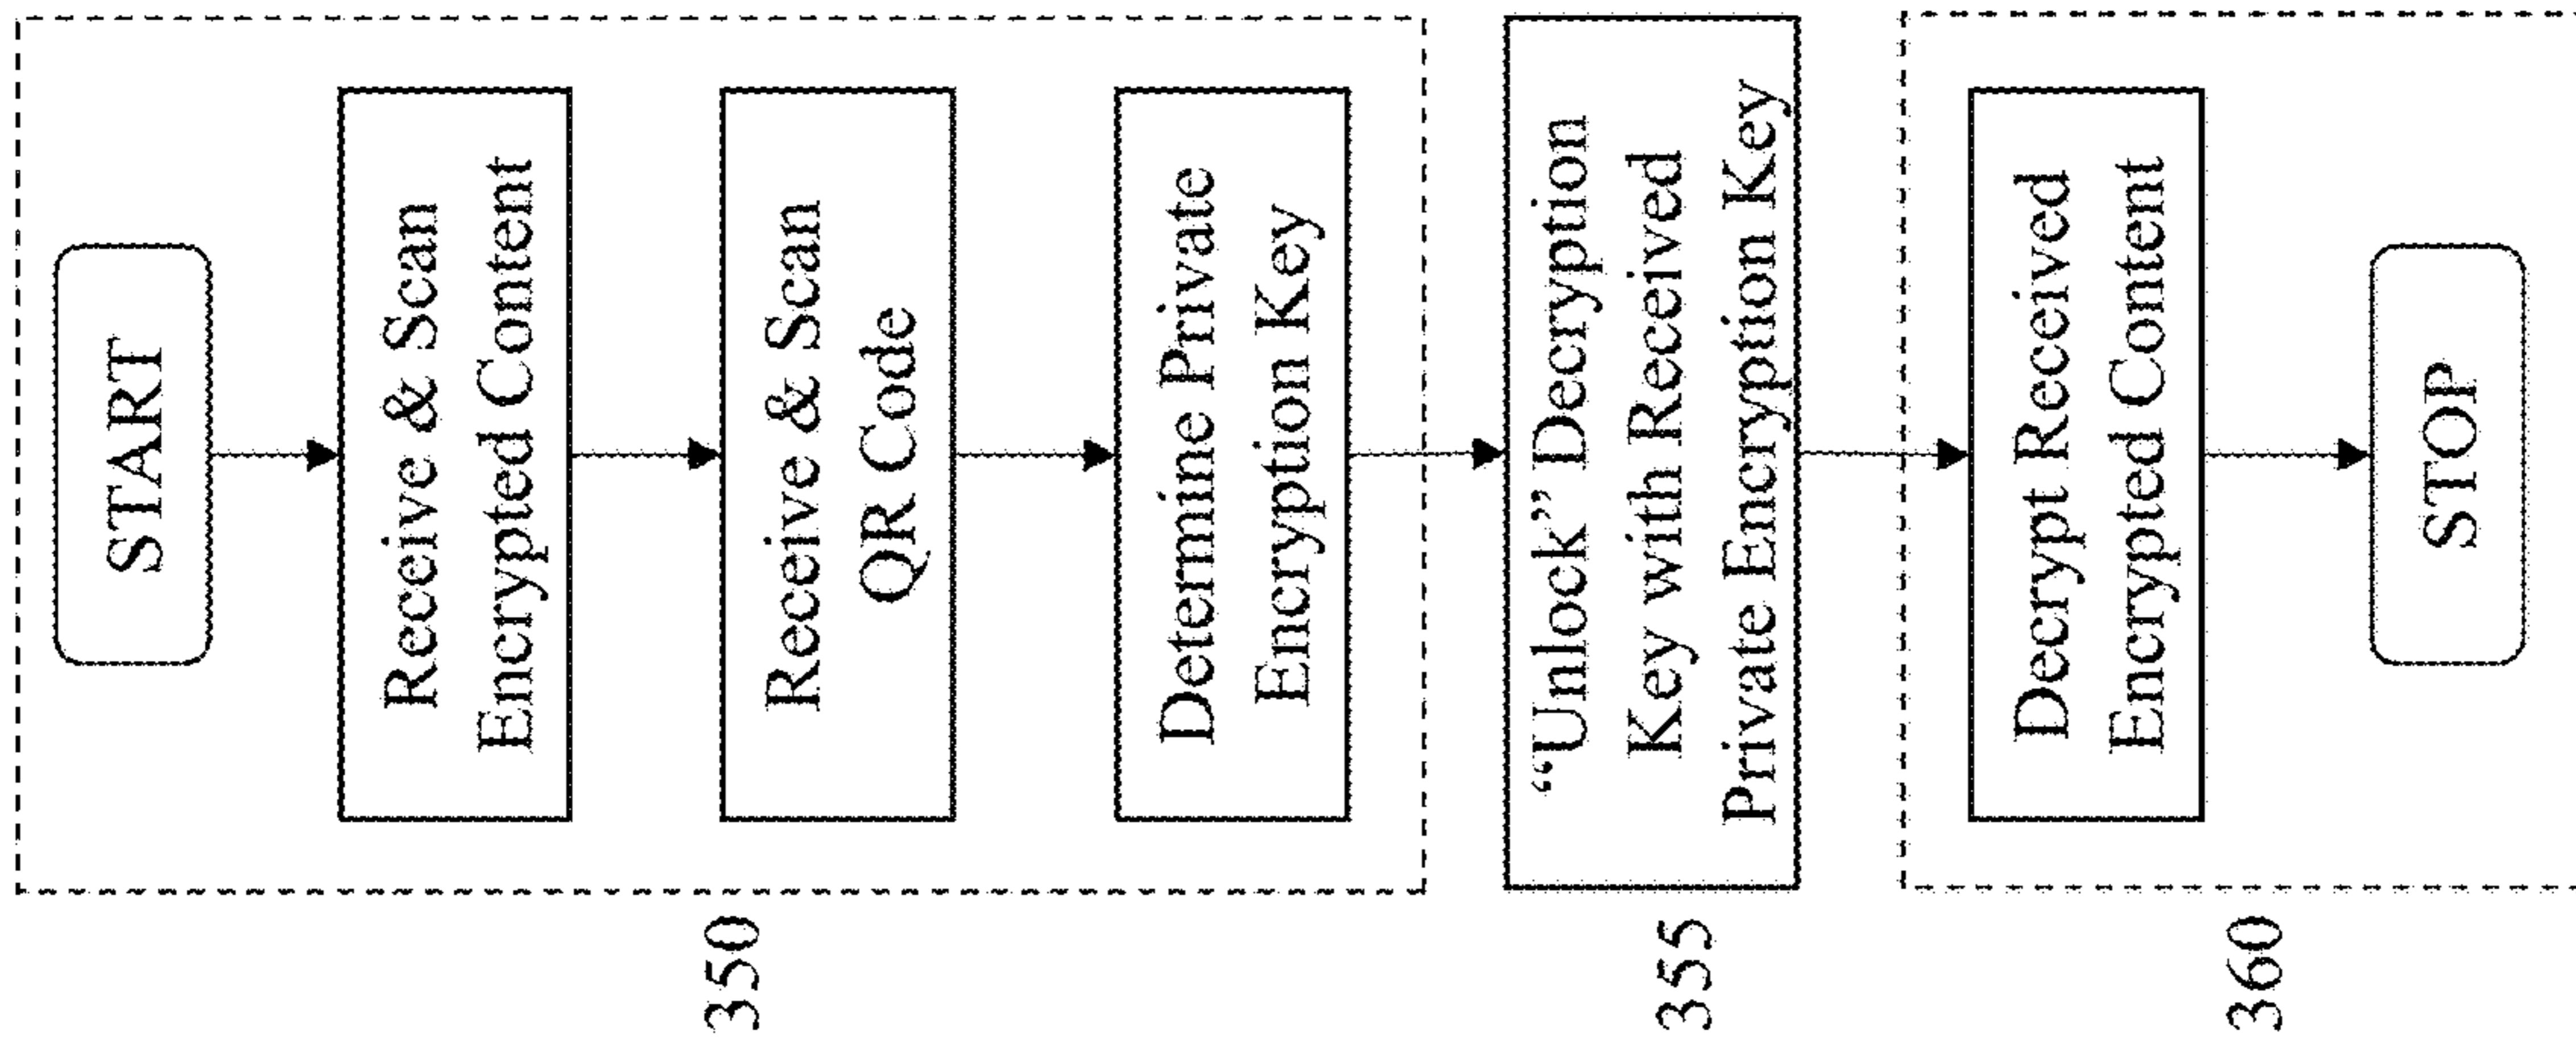 START
Receive & Scan
Encrypted Content
Receive & Scan
QR Code
Determine Private
Encryption Key
350
“Unlock” Decryption
Key with Received
Private Encryption Key
355
Decrypt Received
Encrypted Content
STOP
360